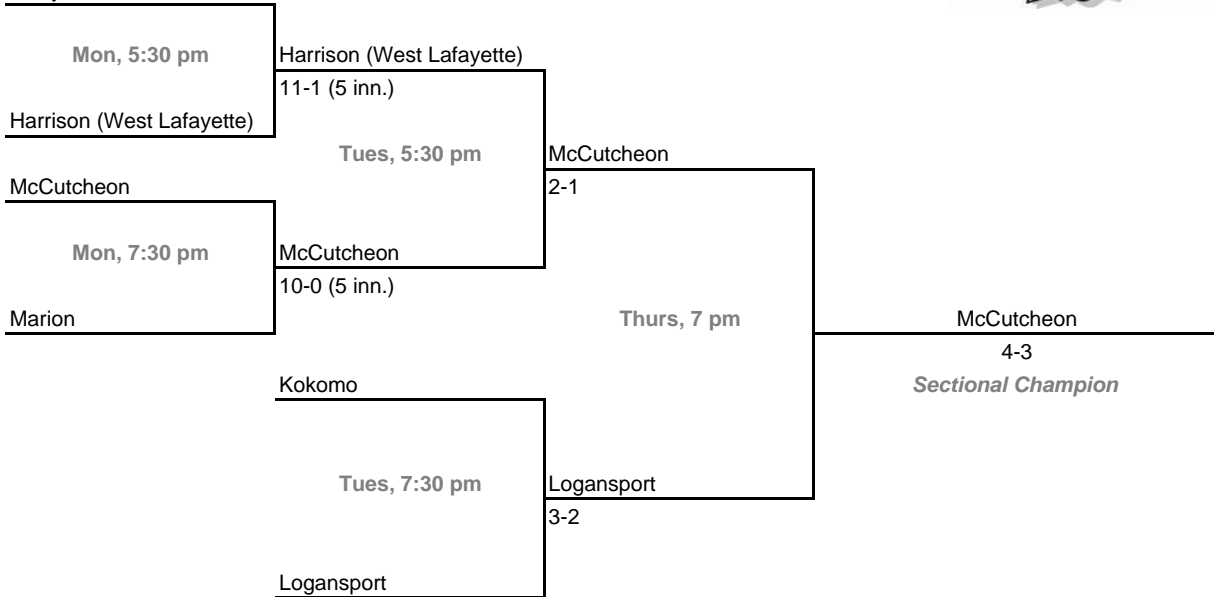 Mon, 5:30 pm
Harrison (West Lafayette)
11-1 (5 inn.)
Harrison (West Lafayette)
Tues, 5:30 pm
McCutcheon
McCutcheon
2-1
Mon, 7:30 pm
McCutcheon
10-0 (5 inn.)
Marion
Thurs, 7 pm
McCutcheon
4-3
Kokomo
Sectional Champion
Tues, 7:30 pm
Logansport
3-2
Logansport